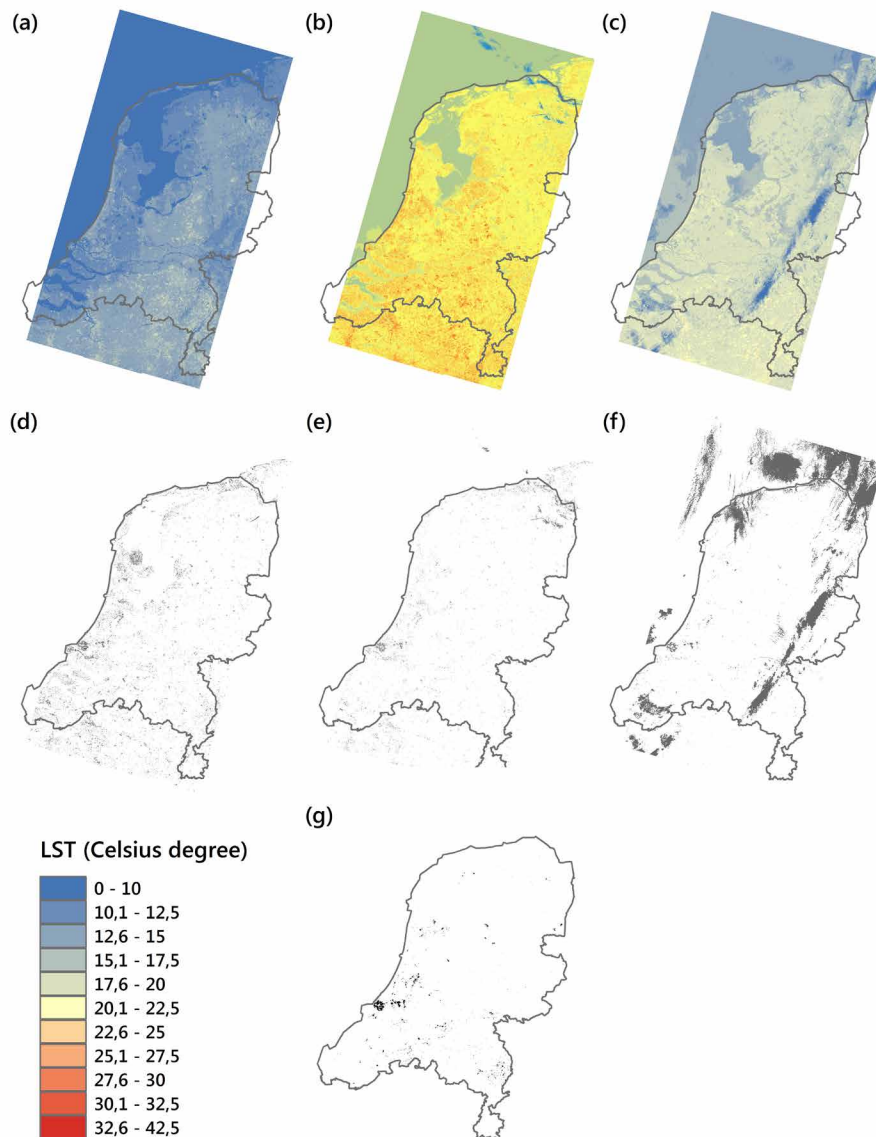 (a)
(b)
(c)
(d)
(e)
(f)
(g)
LST (Celsius degree)
0 - 10
10,1 - 12,5
12,6 - 15
15,1 - 17,5
17,6 - 20
20,1 - 22,5
22,6 - 25
25,1 - 27,5
27,6 - 30
30,1 - 32,5
32,6 - 42,5